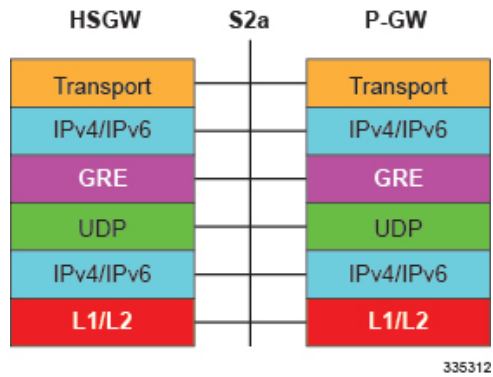 HSGW S2a P-GW
Transport Transport
IPv4/IPv6 IPv4/IPv6
GRE GRE
UDP UDP
IPv4/IPv6 IPv4/IPv6
L1/L2 L1/L2
335312